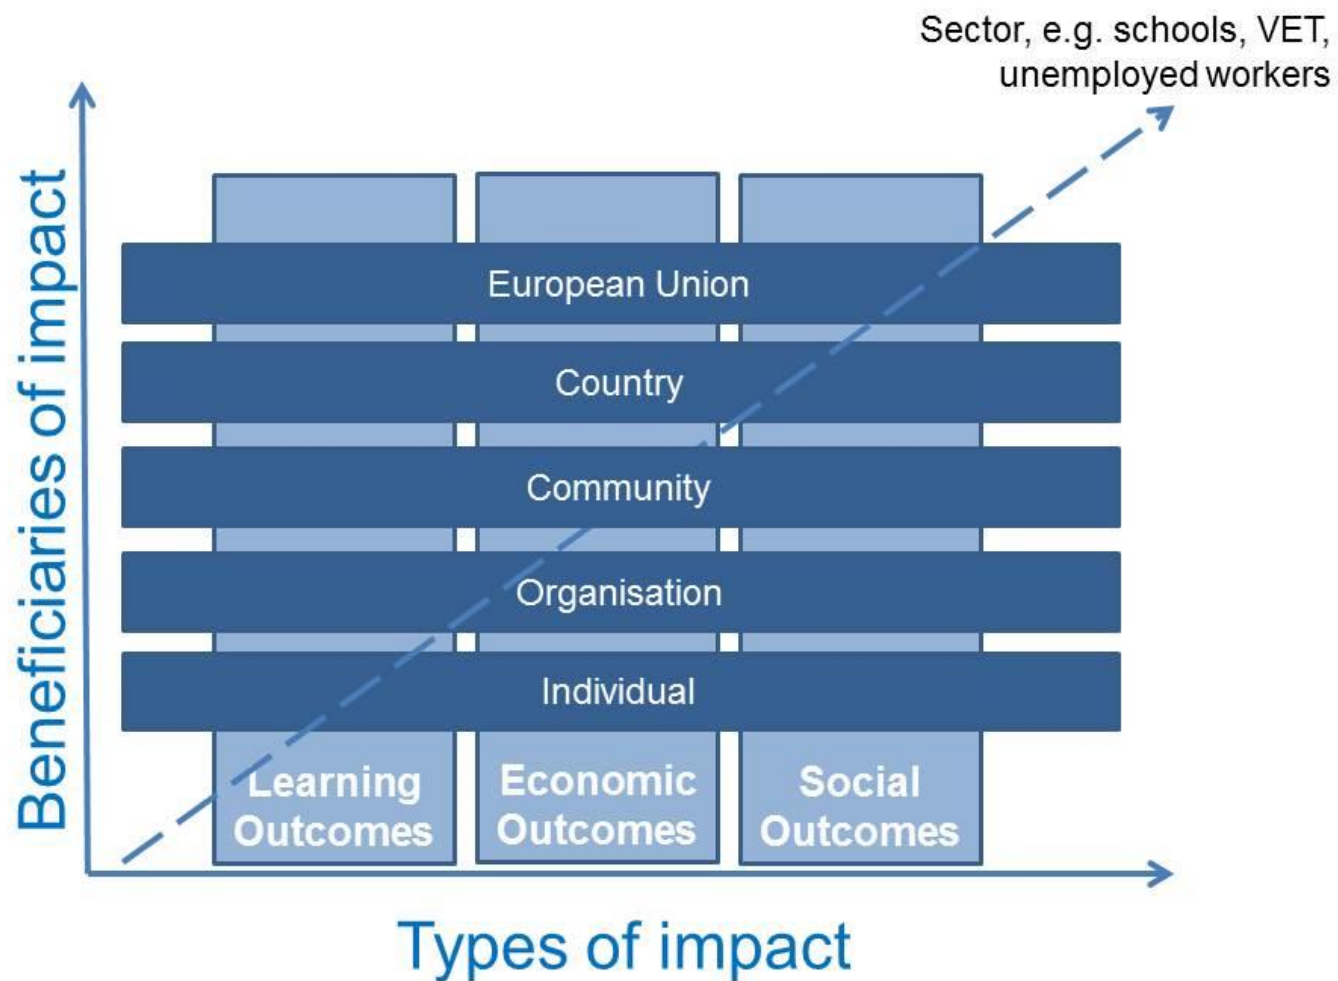 Sector, e.g. schools, VET,
unemployed workers
Beneficiaries of impact
European Union
Country
Community
Organisation
Individual
Learning
Outcomes
Economic
Outcomes
Social
Outcomes
Types of impact